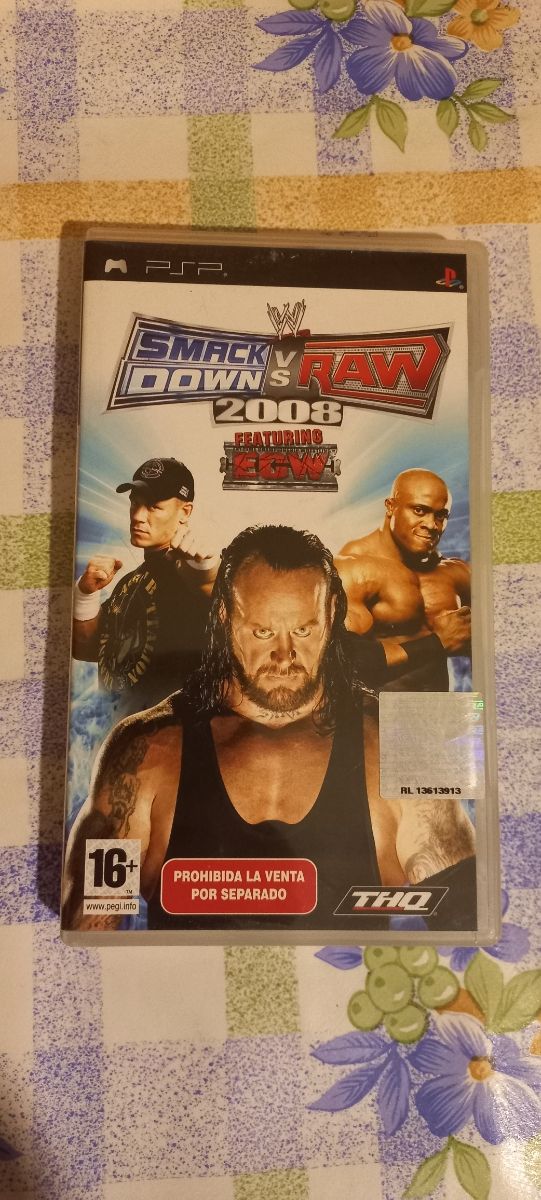 PSP
W
SMACK
DOWN
VS
RAW
2008
FEATURING
ECW
RL 13613913
16+
TM
www.pegi.info
PROHIBIDA LA VENTA
POR SEPARADO
THQ